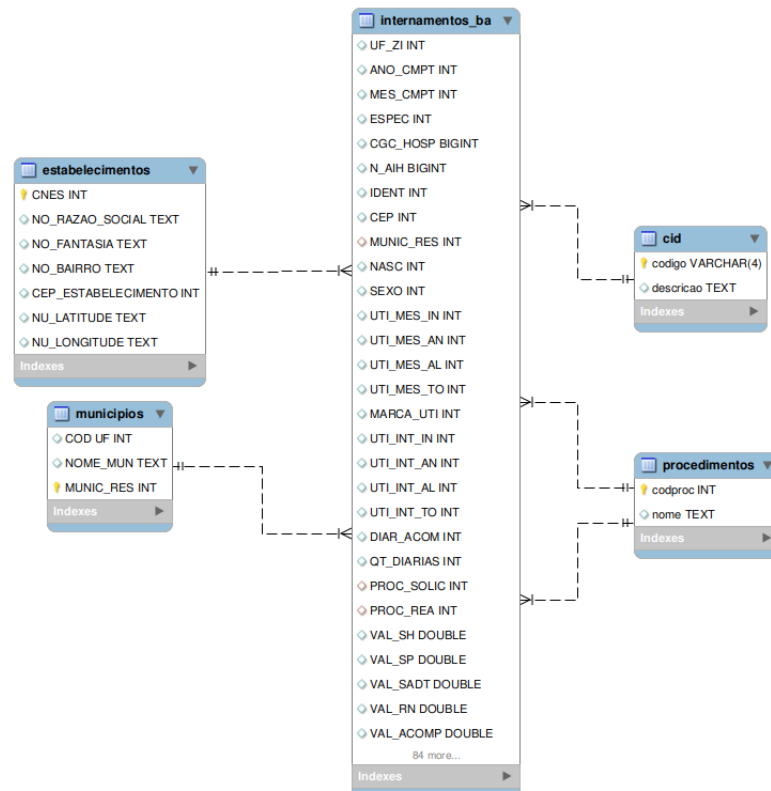 internamentos_ba
UF_ZI INT
ANO_CMPT INT
MES_CMPT INT
ESPEC INT
CGC_HOSP BIGINT
N_AIH BIGINT
IDENT INT
CEP INT
MUNIC_RES INT
NASC INT
SEXO INT
UTI_MES_IN INT
UTI_MES_AN INT
UTI_MES_AL INT
UTI_MES_TO INT
MARCA_UTI INT
UTI_INT_IN INT
UTI_INT_AN INT
UTI_INT_AL INT
UTI_INT_TO INT
DIAR_ACOM INT
QT_DIARIAS INT
PROC_SOLIC INT
PROC_REA INT
VAL_SH DOUBLE
VAL_SP DOUBLE
VAL_SADT DOUBLE
VAL_RN DOUBLE
VAL_ACOMP DOUBLE
84 more...
Indexes
estabelecimentos
CNES INT
NO_RAZAO_SOCIAL TEXT
NO_FANTASIA TEXT
NO_BAIRRO TEXT
CEP_ESTABELECIMENTO INT
NU_LATITUDE TEXT
NU_LONGITUDE TEXT
Indexes
municipios
COD UF INT
NOME_MUN TEXT
MUNIC_RES INT
Indexes
cid
codigo VARCHAR(4)
descricao TEXT
Indexes
procedimentos
codproc INT
nome TEXT
Indexes